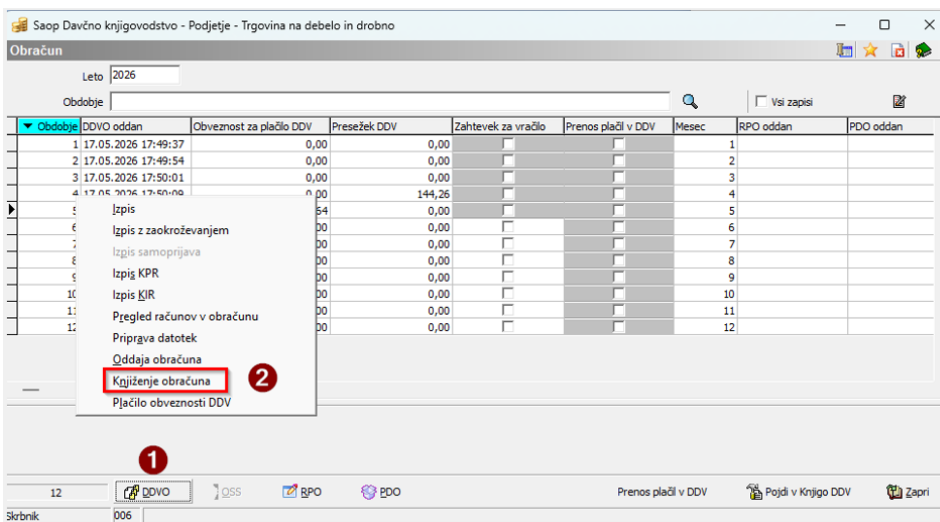 Saop Davčno knjigovodstvo - Podjetje - Trgovina na debelo in drobno
Obračun
Leto 2026
Obdobje
Vsi zapisi
Obdobje DDVO oddan Obveznost za plačilo DDV Presežek DDV Zahtevek za vračilo Prenos plačil v DDV Mesec RPO oddan PDO oddan
1 17.05.2026 17:49:37 0,00 0,00 1
2 17.05.2026 17:49:54 0,00 0,00 2
3 17.05.2026 17:50:01 0,00 0,00 3
4 17.05.2026 17:50:09 0,00 144,26 4
5 64 0,00 5
6 00 0,00 6
7 00 0,00 7
8 00 0,00 8
9 00 0,00 9
10 00 0,00 10
11 00 0,00 11
12 00 0,00 12
Izpis
Izpis z zaokroževanjem
Izpis samoprijava
Izpis KPR
Izpis KIR
Pregled računov v obračunu
Priprava datotek
Oddaja obračuna
Knjiženje obračuna
2
Plačilo obveznosti DDV
1
12 DDVO OSS RPO PDO Prenos plačil v DDV Pojdi v Knjigo DDV Zapri
Skrbnik 006